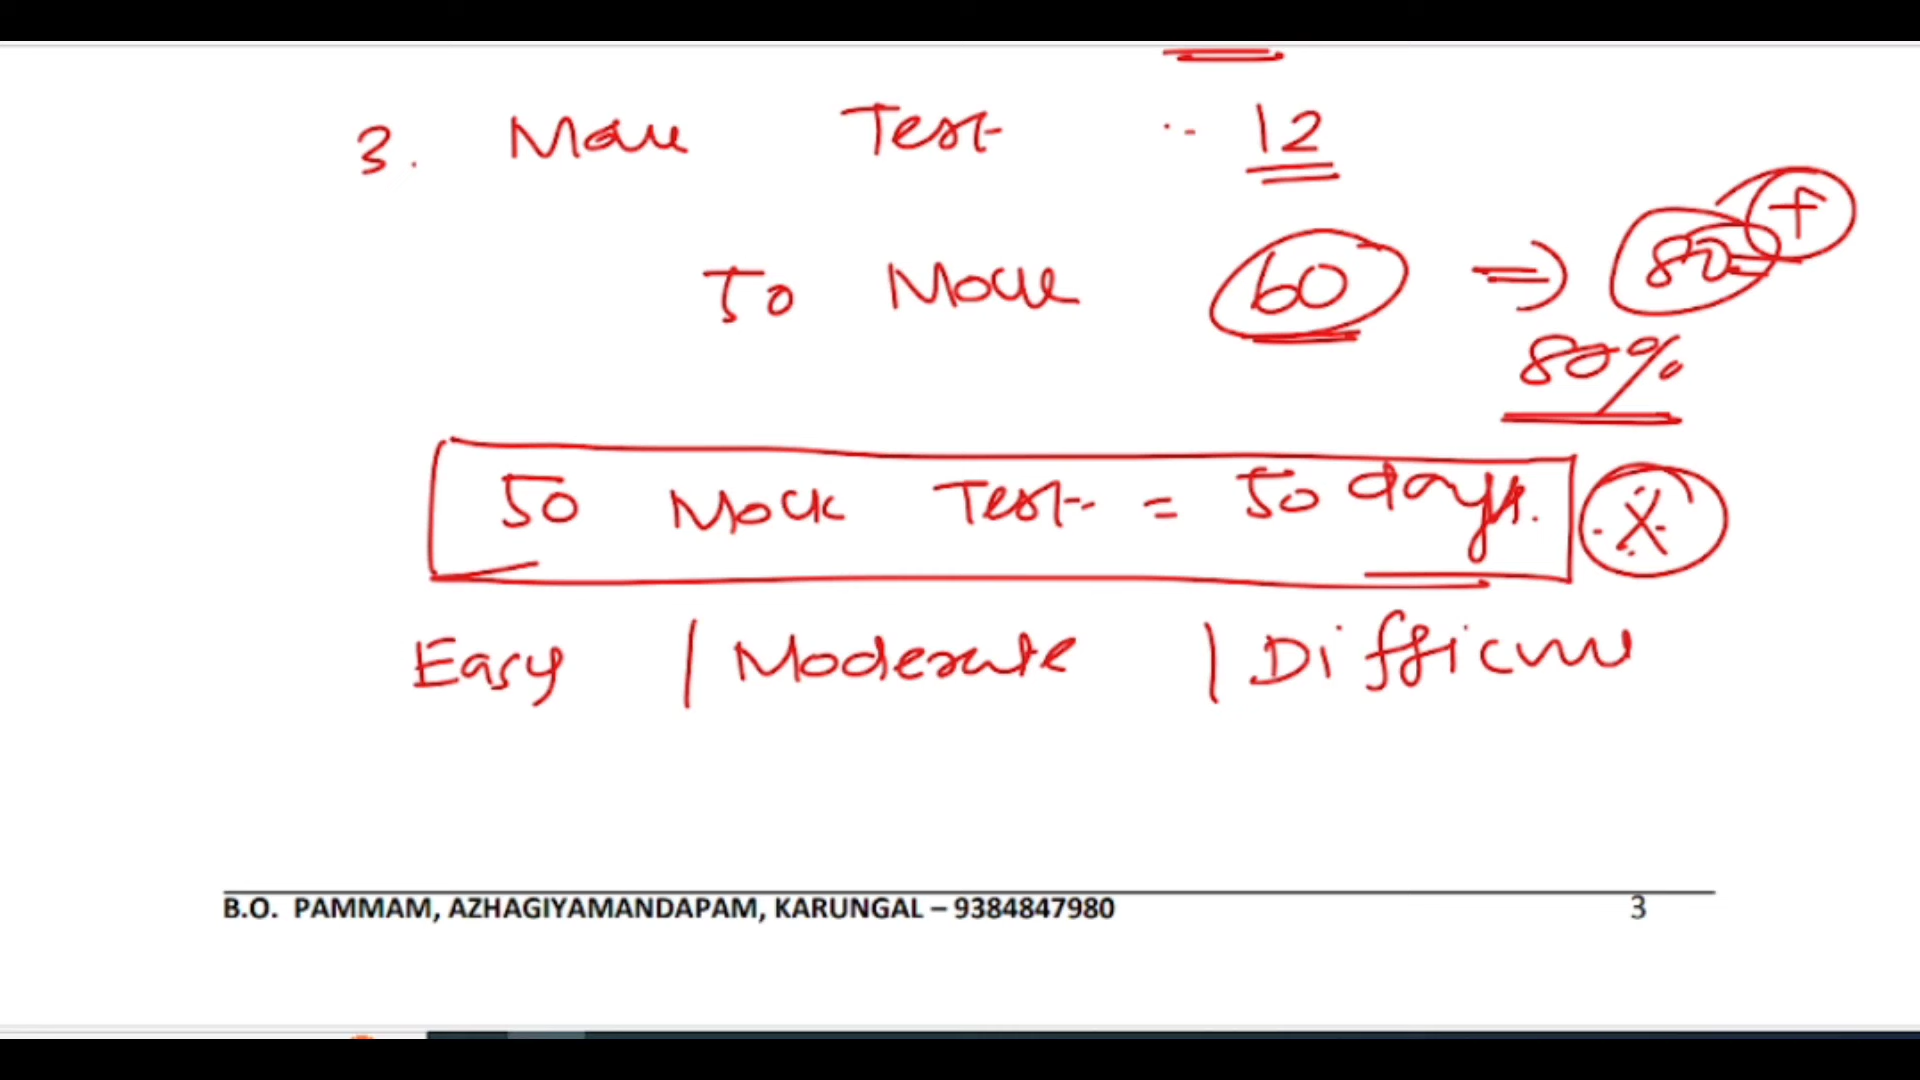 3. Mock Test : 12
50 Mock 60 => 80 +
80%
50 Mock Test = 50 days. X
Easy | Moderate | Difficult
B.O. PAMMAM, AZHAGIYAMANDAPAM, KARUNGAL – 9384847980 3